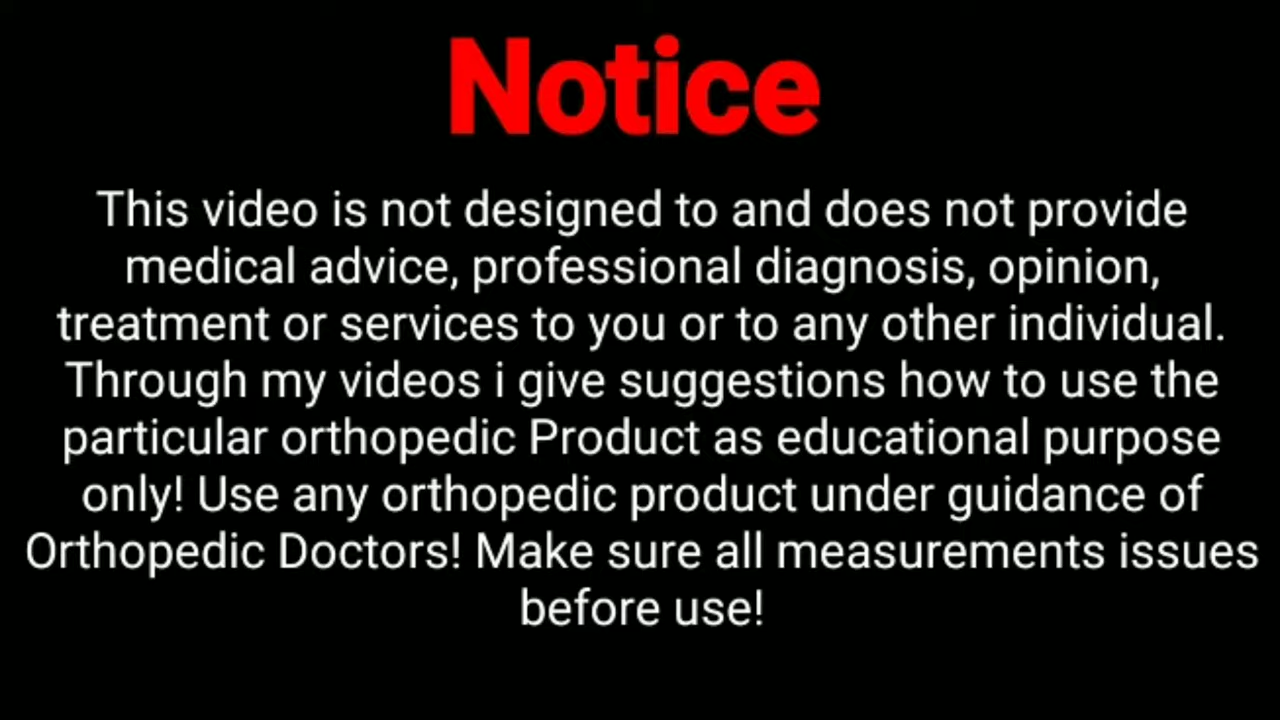 Notice
This video is not designed to and does not provide
medical advice, professional diagnosis, opinion,
treatment or services to you or to any other individual.
Through my videos i give suggestions how to use the
particular orthopedic Product as educational purpose
only! Use any orthopedic product under guidance of
Orthopedic Doctors! Make sure all measurements issues
before use!